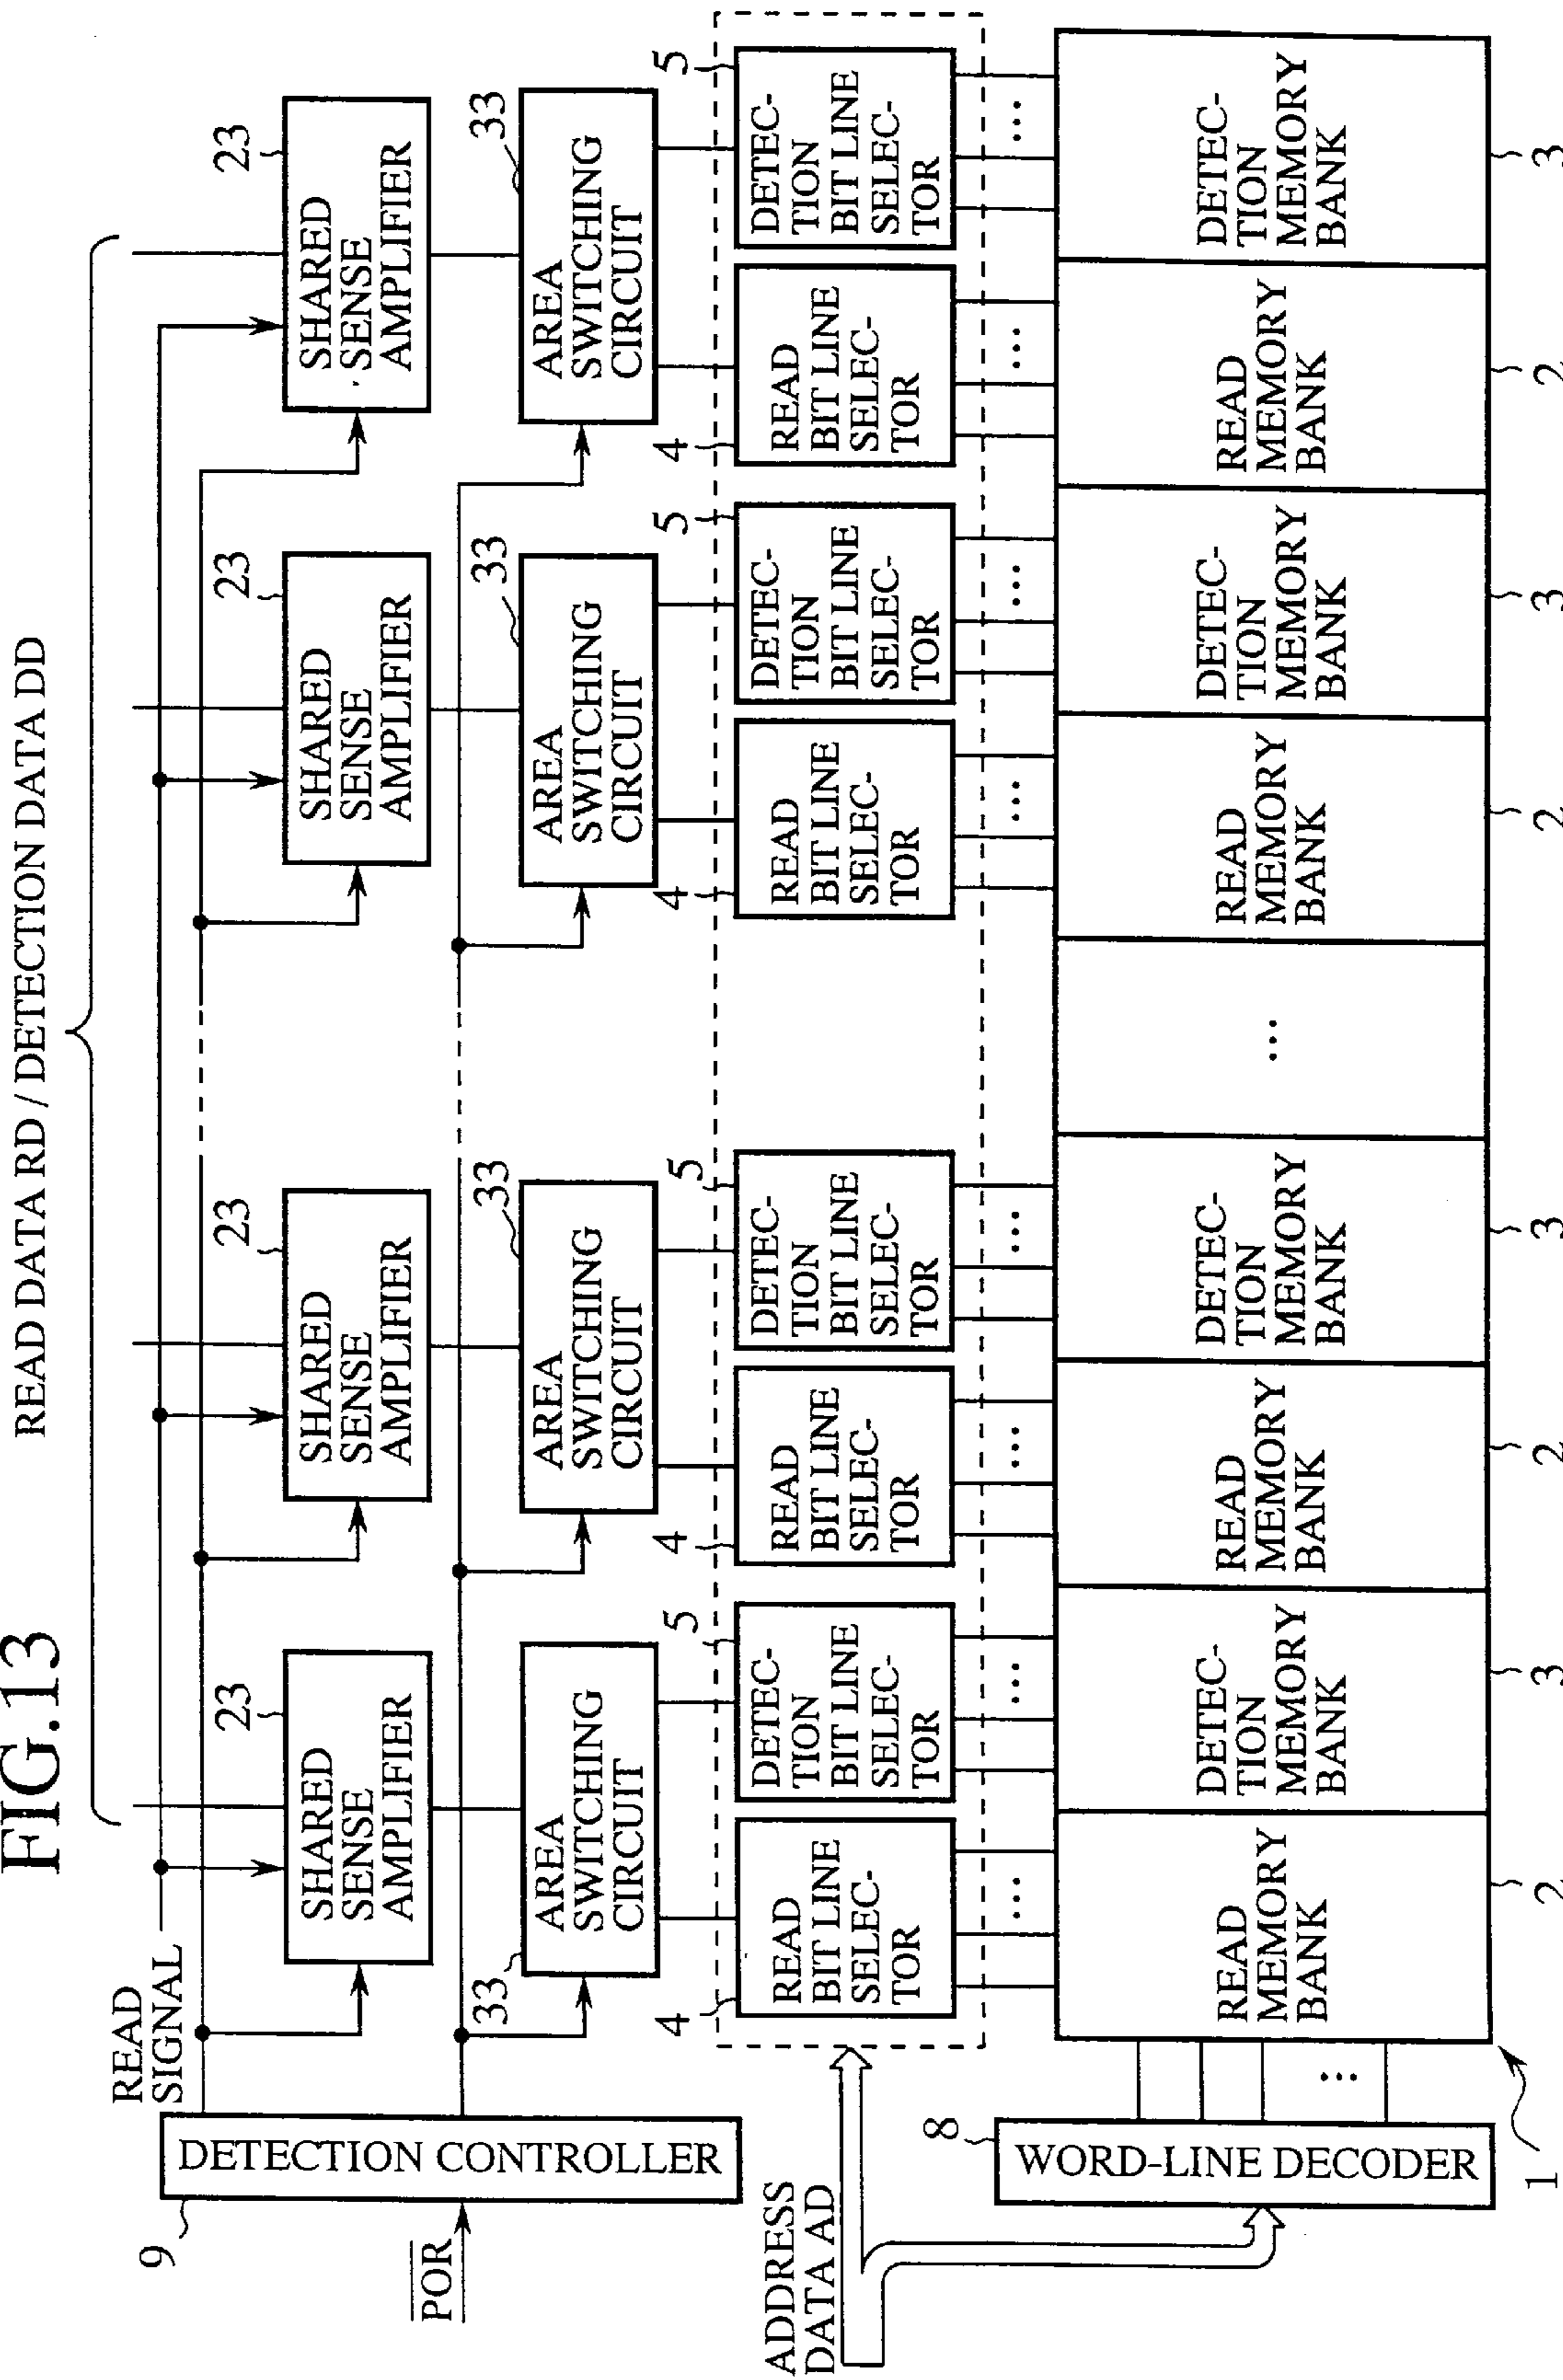 FIG.13
READ DATA RD / DETECTION DATA DD
READ
SIGNAL
23
23
23
23
SHARED
SENSE
AMPLIFIER
SHARED
SENSE
AMPLIFIER
SHARED
SENSE
AMPLIFIER
SHARED
SENSE
AMPLIFIER
9
DETECTION CONTROLLER
POR
33
33
33
33
AREA
SWITCHING
CIRCUIT
AREA
SWITCHING
CIRCUIT
AREA
SWITCHING
CIRCUIT
AREA
SWITCHING
CIRCUIT
4
5
4
5
4
5
4
5
READ
BIT LINE
SELEC-
TOR
DETEC-
TION
BIT LINE
SELEC-
TOR
READ
BIT LINE
SELEC-
TOR
DETEC-
TION
BIT LINE
SELEC-
TOR
READ
BIT LINE
SELEC-
TOR
DETEC-
TION
BIT LINE
SELEC-
TOR
READ
BIT LINE
SELEC-
TOR
DETEC-
TION
BIT LINE
SELEC-
TOR
ADDRESS
DATA AD
...
...
...
...
...
...
...
...
8
WORD-LINE DECODER
...
READ
MEMORY
BANK
DETEC-
TION
MEMORY
BANK
READ
MEMORY
BANK
DETEC-
TION
MEMORY
BANK
...
READ
MEMORY
BANK
DETEC-
TION
MEMORY
BANK
READ
MEMORY
BANK
DETEC-
TION
MEMORY
BANK
1
2
3
2
3
2
3
2
3